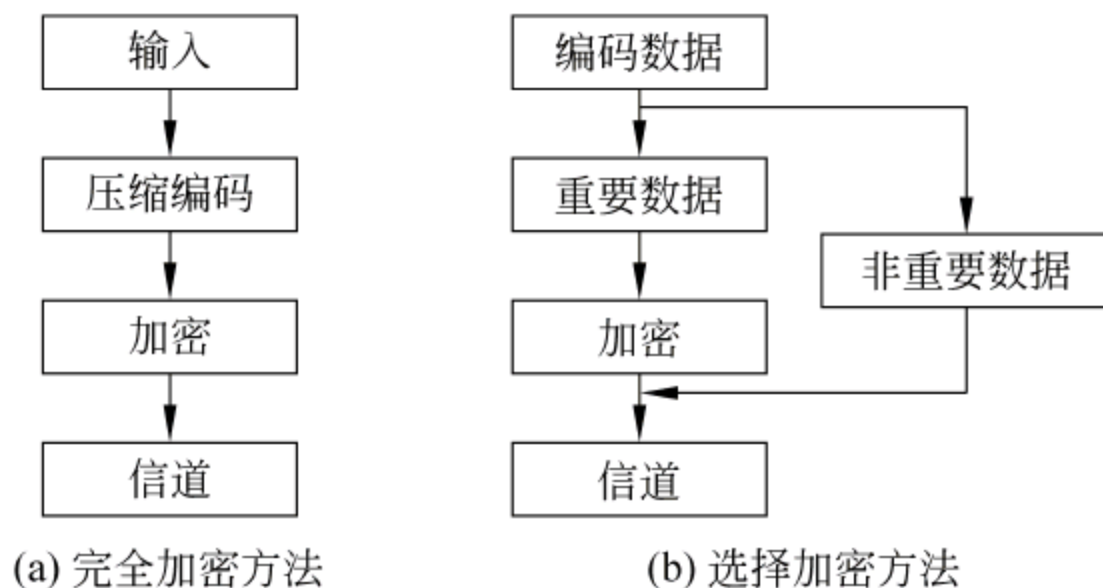 输入
压缩编码
加密
信道
(a) 完全加密方法
编码数据
重要数据
非重要数据
加密
信道
(b) 选择加密方法